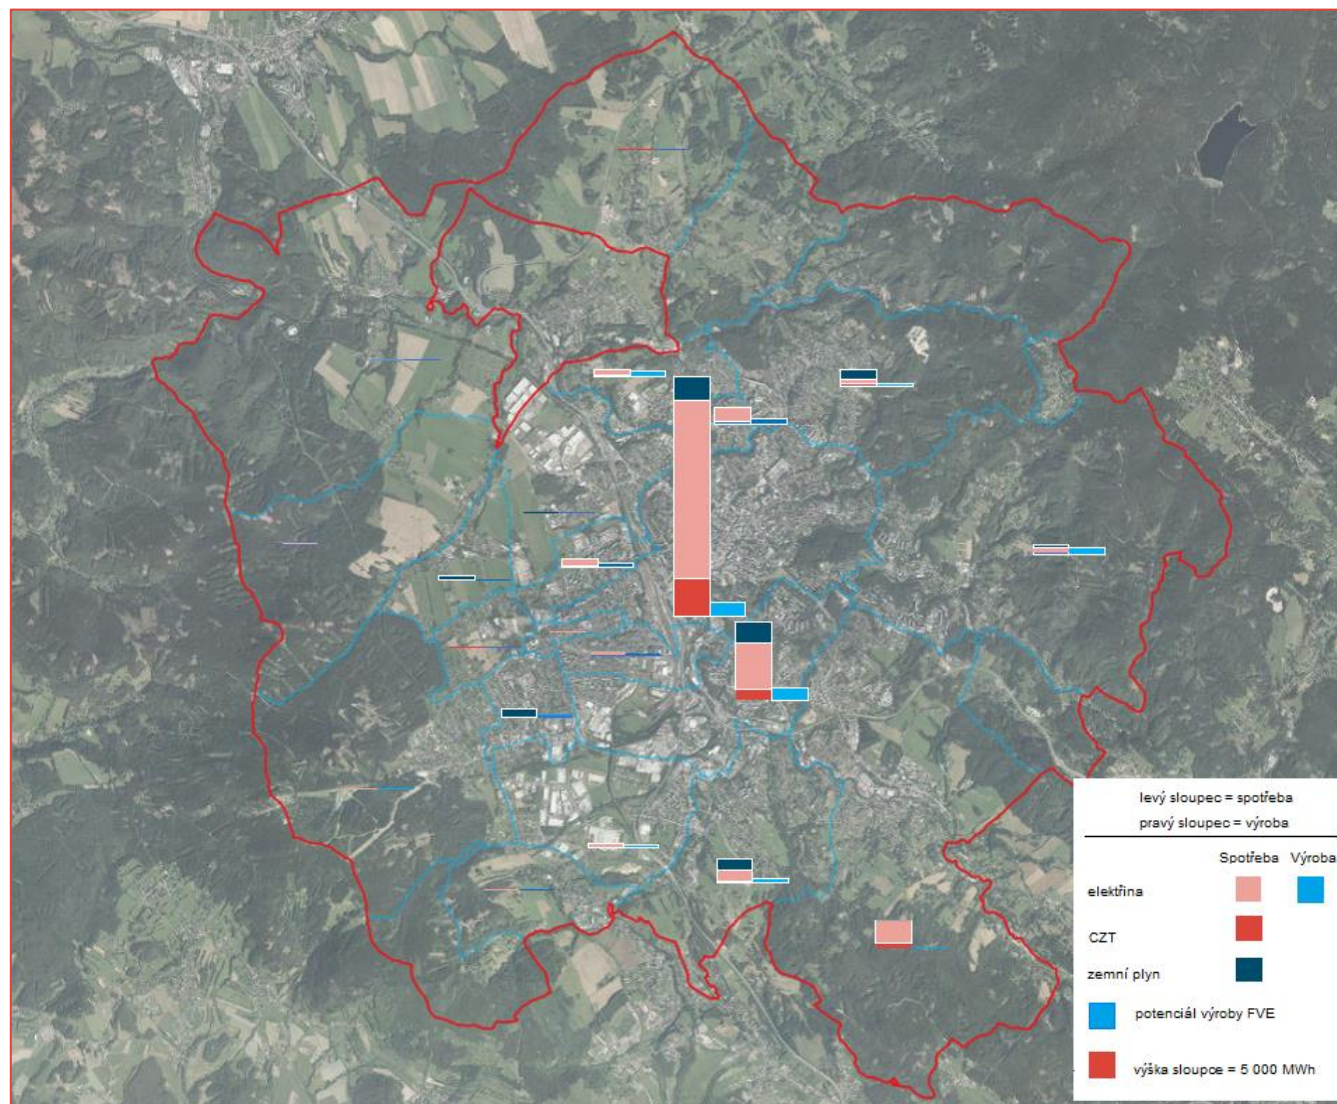 levý sloupec = spotřeba
pravý sloupec = výroba
Spotřeba Výroba
elektřina
CZT
zemní plyn
potenciál výroby FVE
výška sloupce = 5 000 MWh